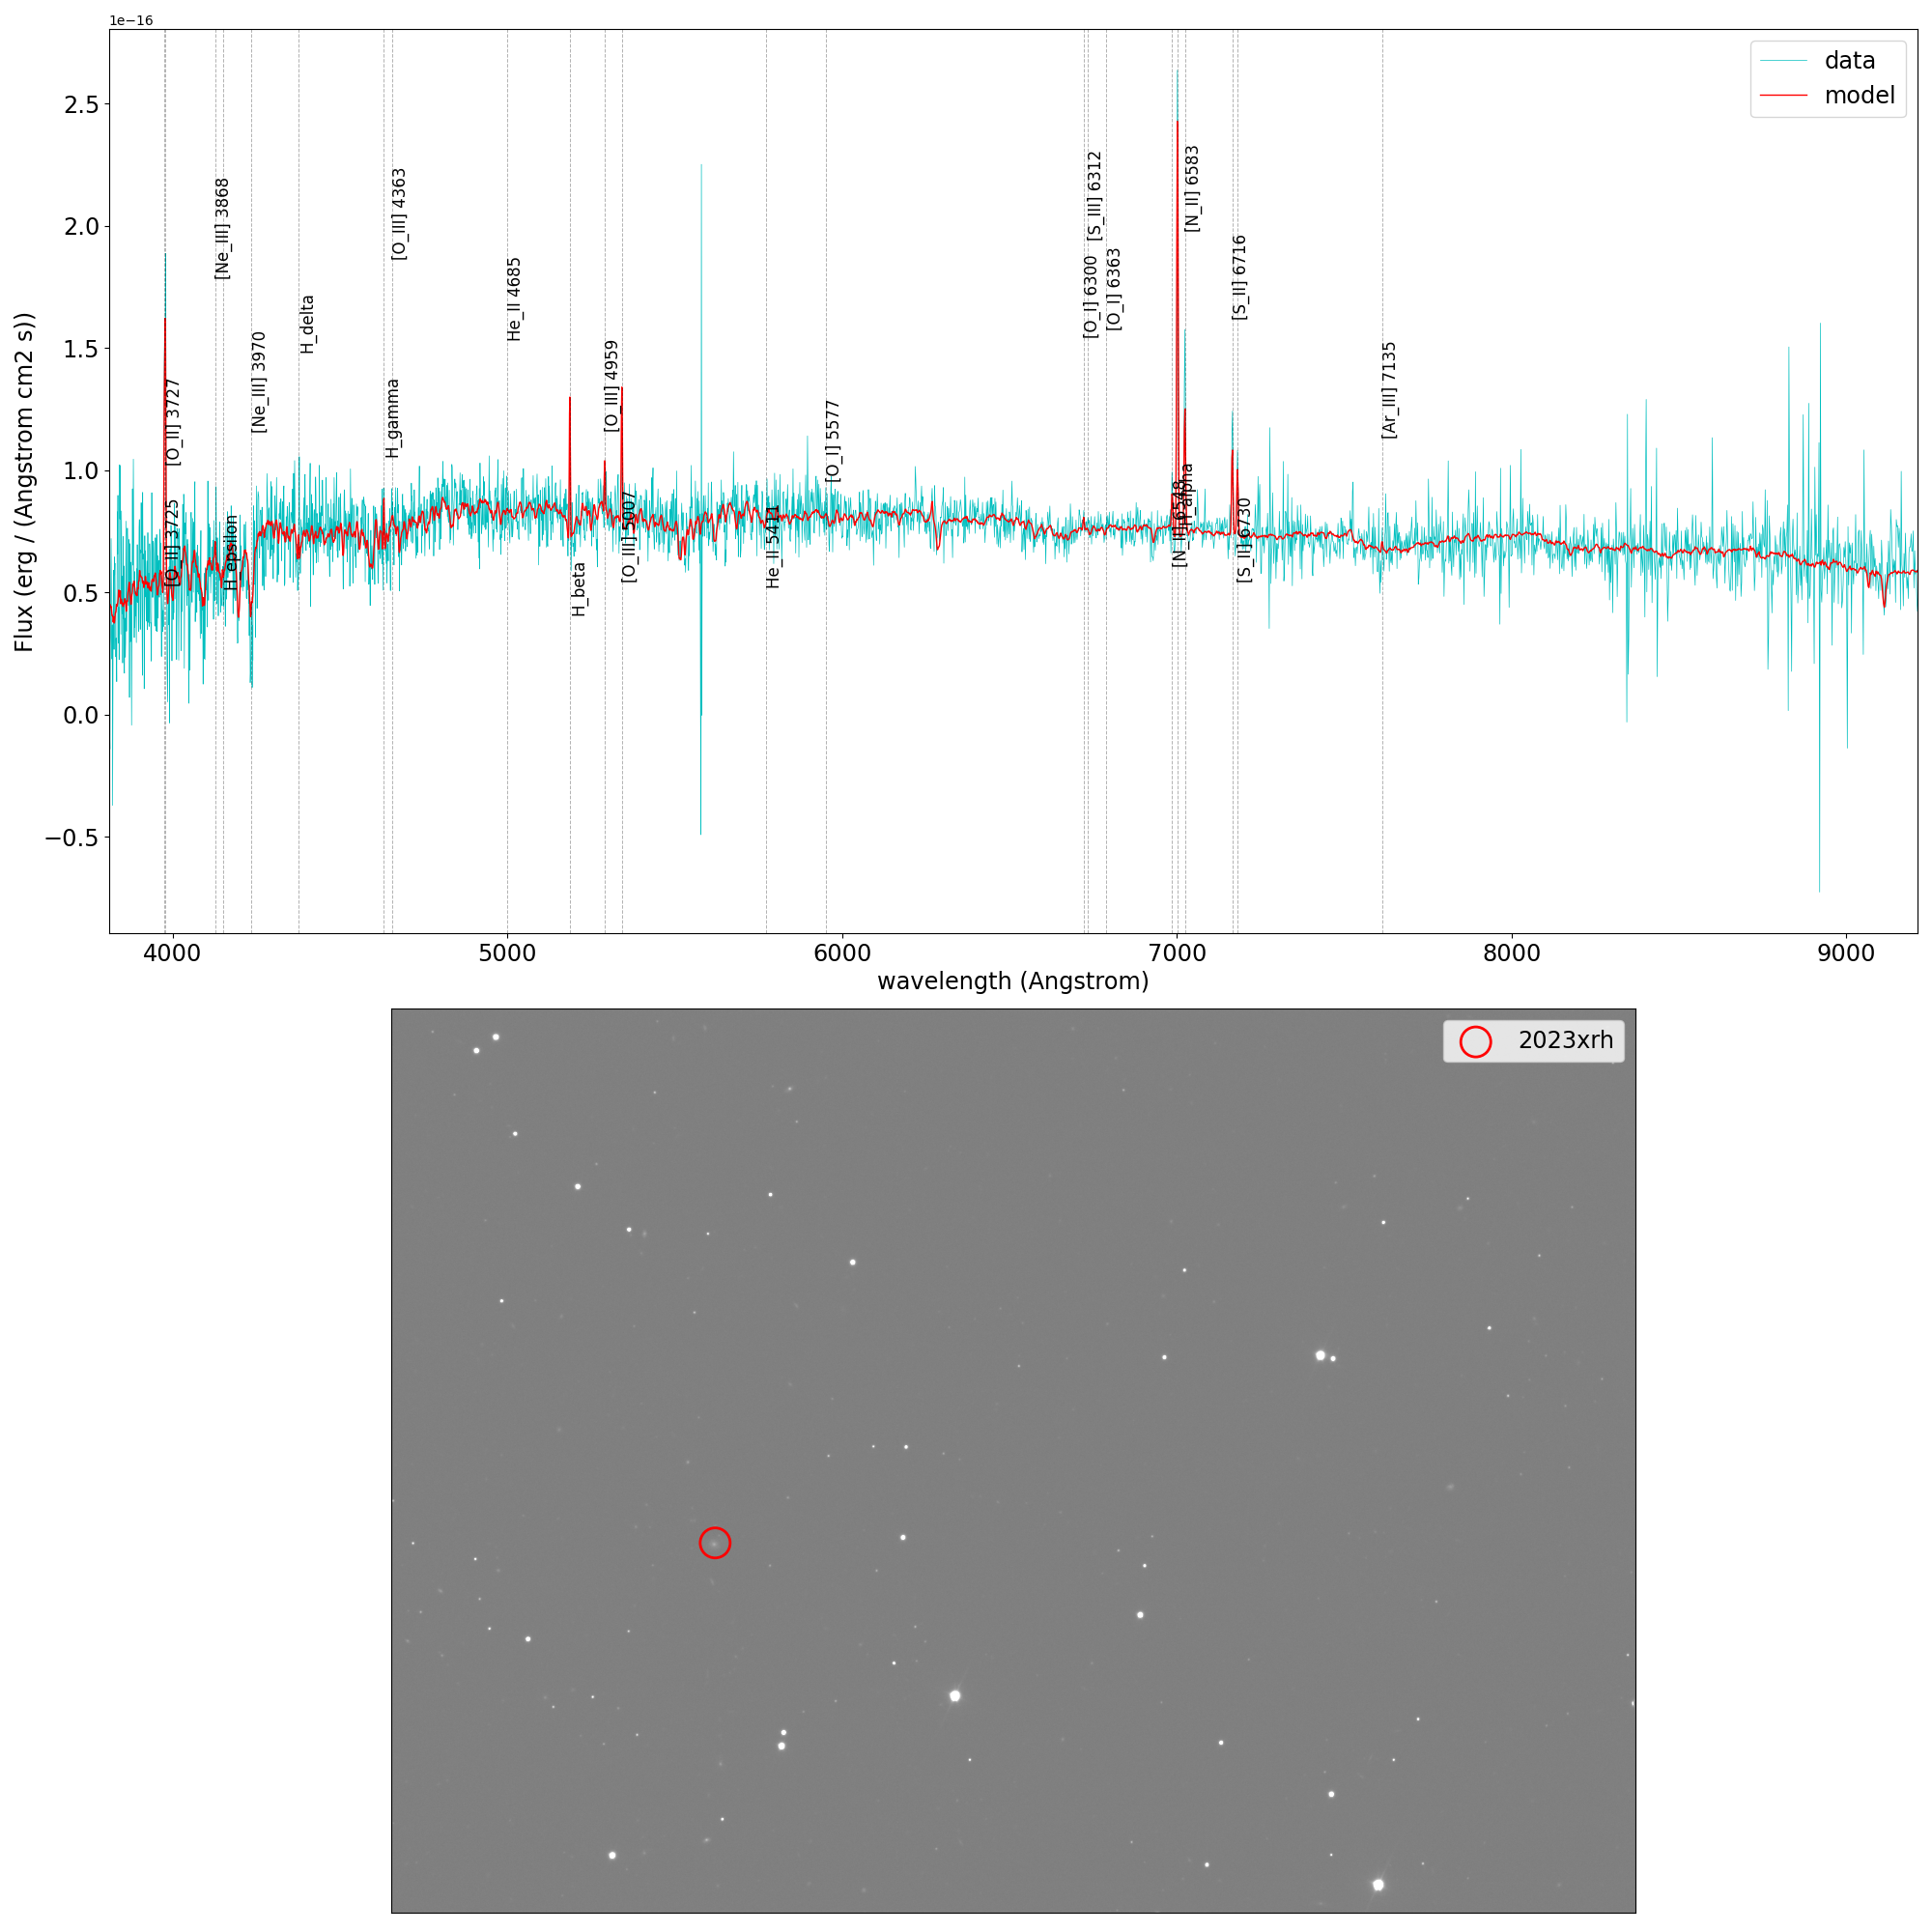 1e−16
data
model
2.5
2.0
1.5
1.0
0.5
0.0
−0.5
Flux (erg / (Angstrom cm2 s))
[O_II] 3727
[O_II] 3725
[Ne_III] 3868
H_epsilon
[Ne_III] 3970
H_delta
H_gamma
[O_III] 4363
He_II 4685
H_beta
[O_III] 4959
[O_III] 5007
He_II 5411
[O_I] 5577
[O_I] 6300
[S_III] 6312
[O_I] 6363
[N_II] 6548
H_alpha
[N_II] 6583
[S_II] 6716
[S_II] 6730
[Ar_III] 7135
4000
5000
6000
7000
8000
9000
wavelength (Angstrom)
2023xrh